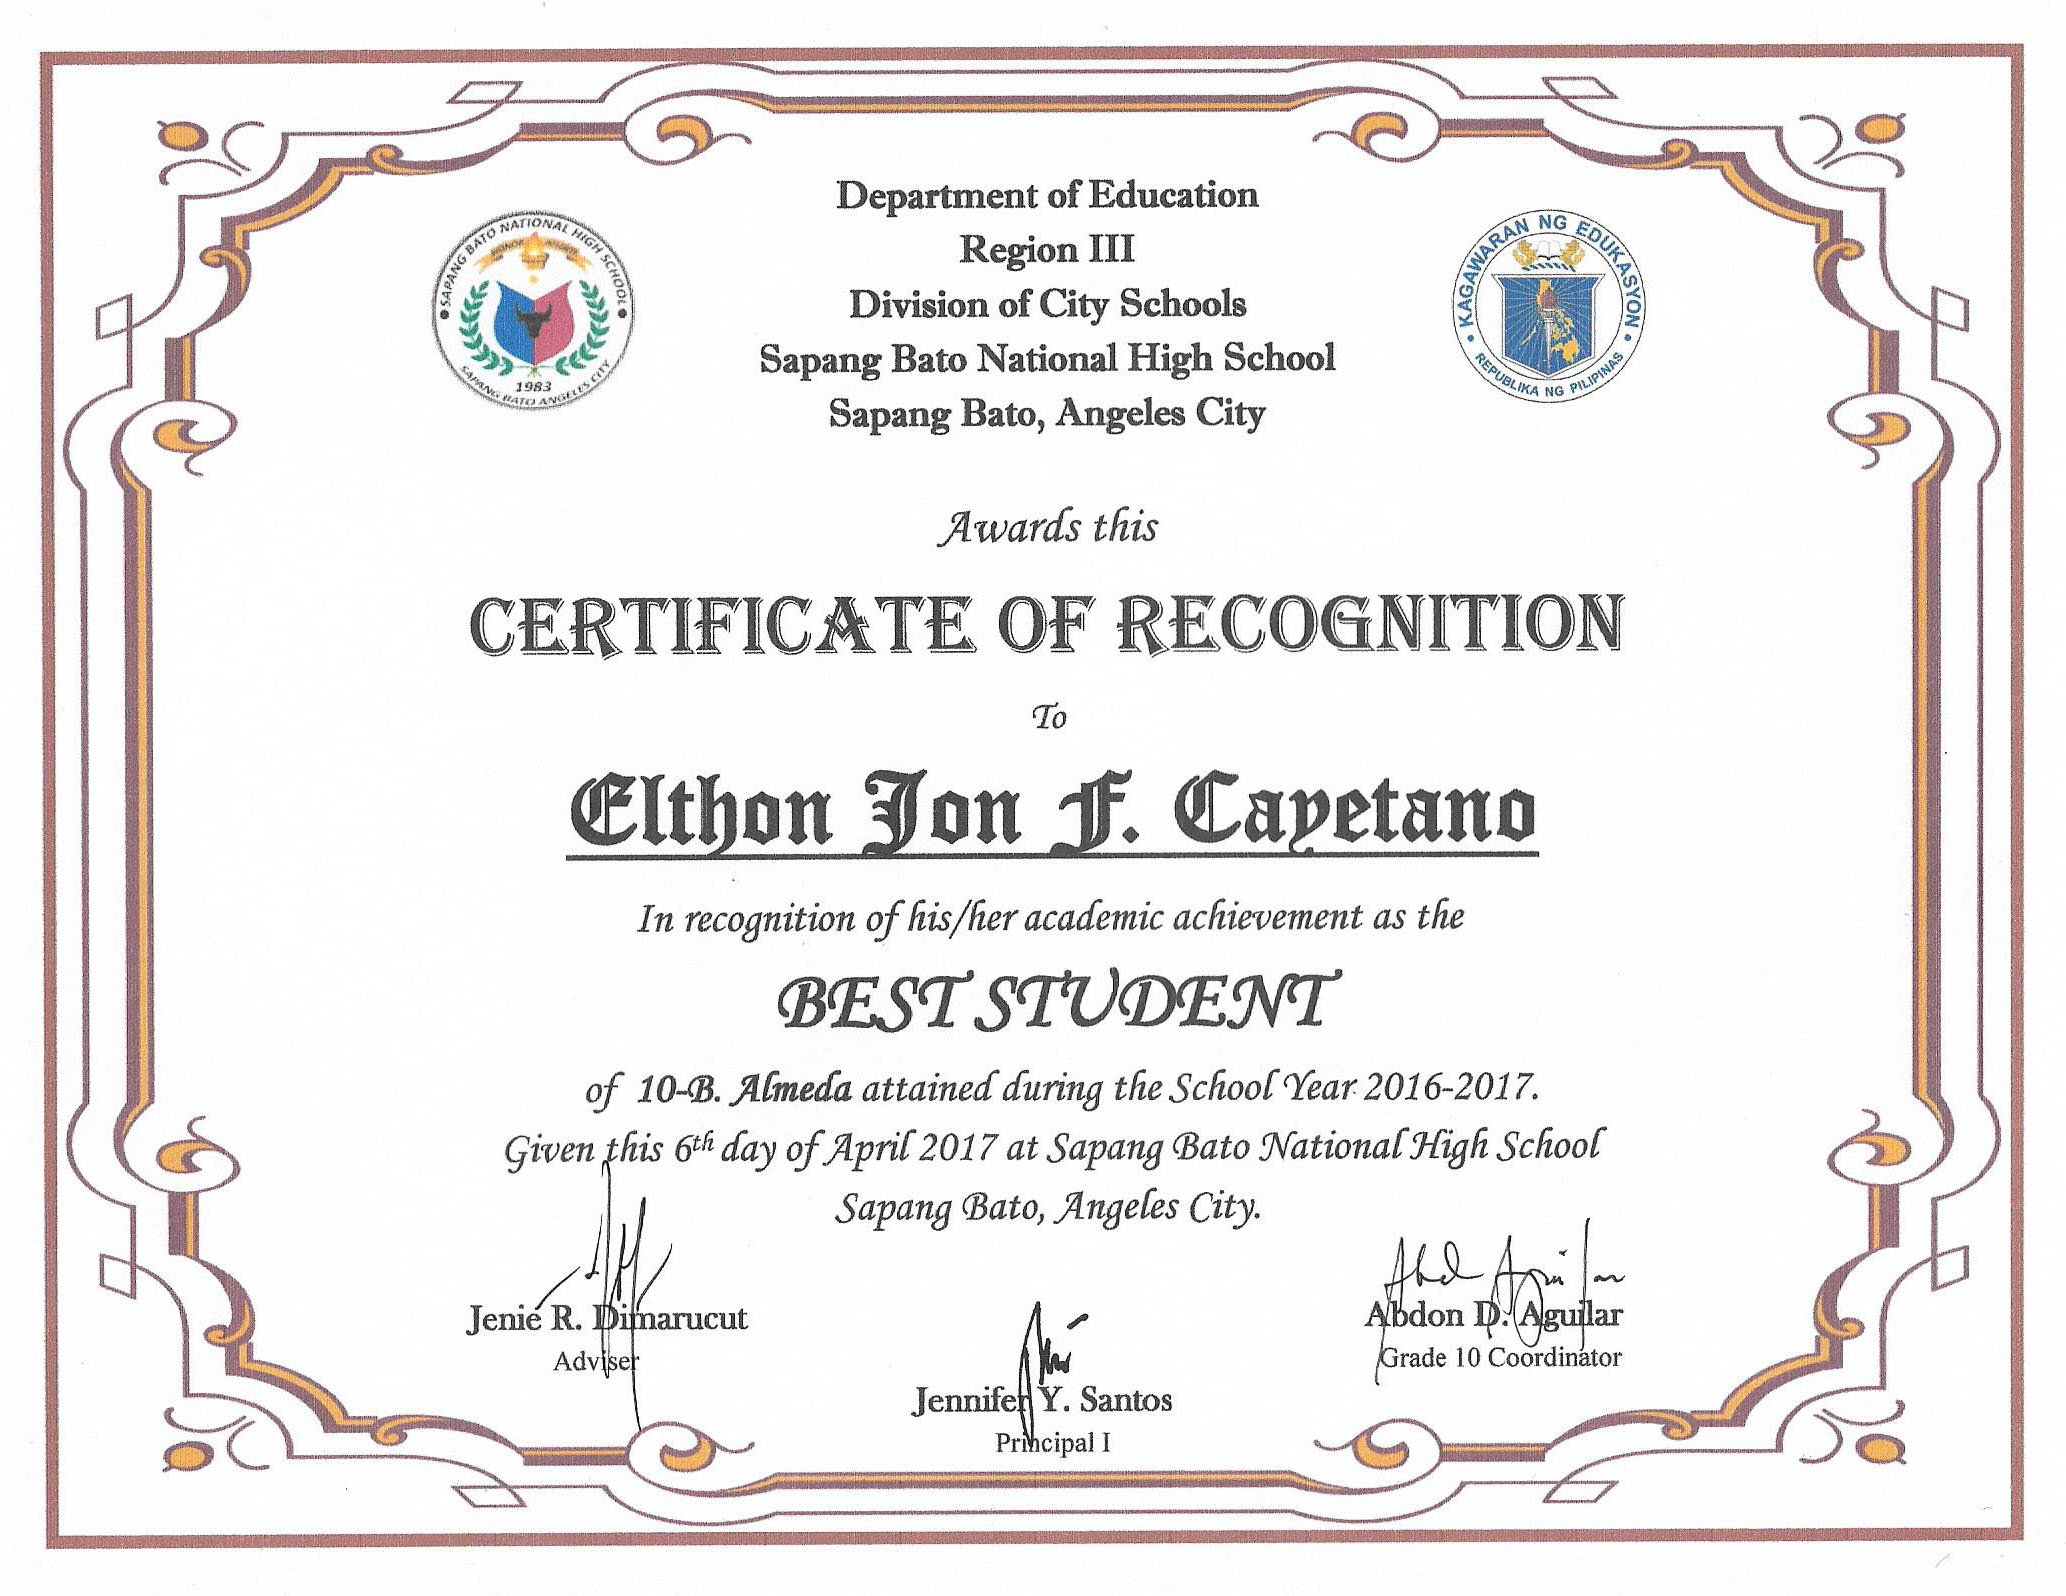 Department of Education
Region III
Division of City Schools
Sapang Bato National High School
Sapang Bato, Angeles City
SAPANG BATO NATIONAL HIGH SCHOOL
HONOR
1983
SAPANG BATO ANGELES CITY
KAGAWARAN NG EDUKASYON
REPUBLIKA NG PILIPINAS
Awards this
CERTIFICATE OF RECOGNITION
To
Elthon Jon F. Cayetano
In recognition of his/her academic achievement as the
BEST STUDENT
of 10-B. Almeda attained during the School Year 2016-2017.
Given this 6th day of April 2017 at Sapang Bato National High School
Sapang Bato, Angeles City.
Jenie R. Dimarucut
Adviser
Abdon D. Aguilar
Grade 10 Coordinator
Jennifer Y. Santos
Principal I